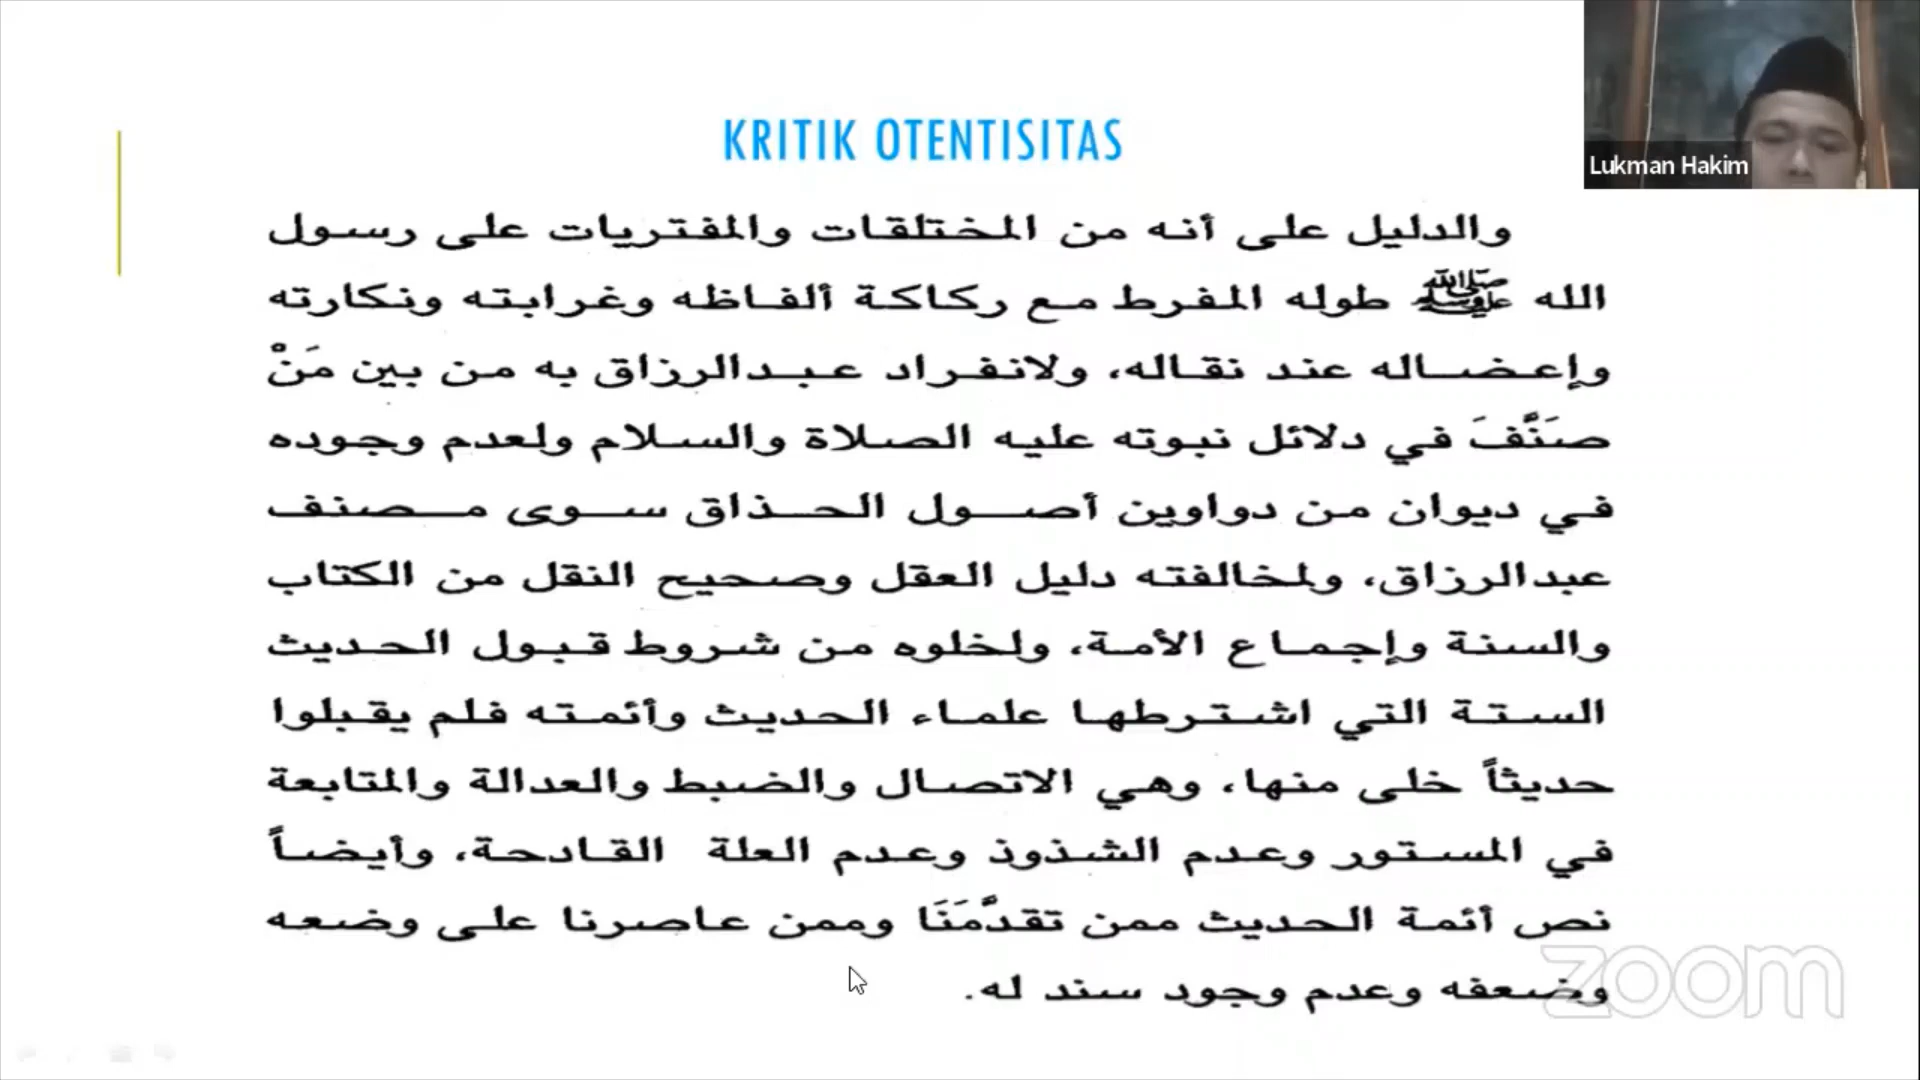 KRITIK OTENTISITAS
Lukman Hakim
والدليل على أنه من المختلقات والمفتريات على رسول
الله ﷺ طوله المفرط مع ركاكة ألفاظه وغرابته ونكارته
وإعضاله عند نقاله، ولانفراد عبدالرزاق به من بين مَنْ
صَنَّفَ في دلائل نبوته عليه الصلاة والسلام ولعدم وجوده
في ديوان من دواوين أصول الحذاق سوى مصنف
عبدالرزاق، ولمخالفته دليل العقل وصحيح النقل من الكتاب
والسنة وإجماع الأمة، ولخلوه من شروط قبول الحديث
الستة التي اشترطها علماء الحديث وأئمته فلم يقبلوا
حديثاً خلى منها، وهي الاتصال والضبط والعدالة والمتابعة
في المستور وعدم الشذوذ وعدم العلة القادحة، وأيضاً
نص أئمة الحديث ممن تقدَّمَنَا وممن عاصرنا على وضعه
وضعفه وعدم وجود سند له.
zoom